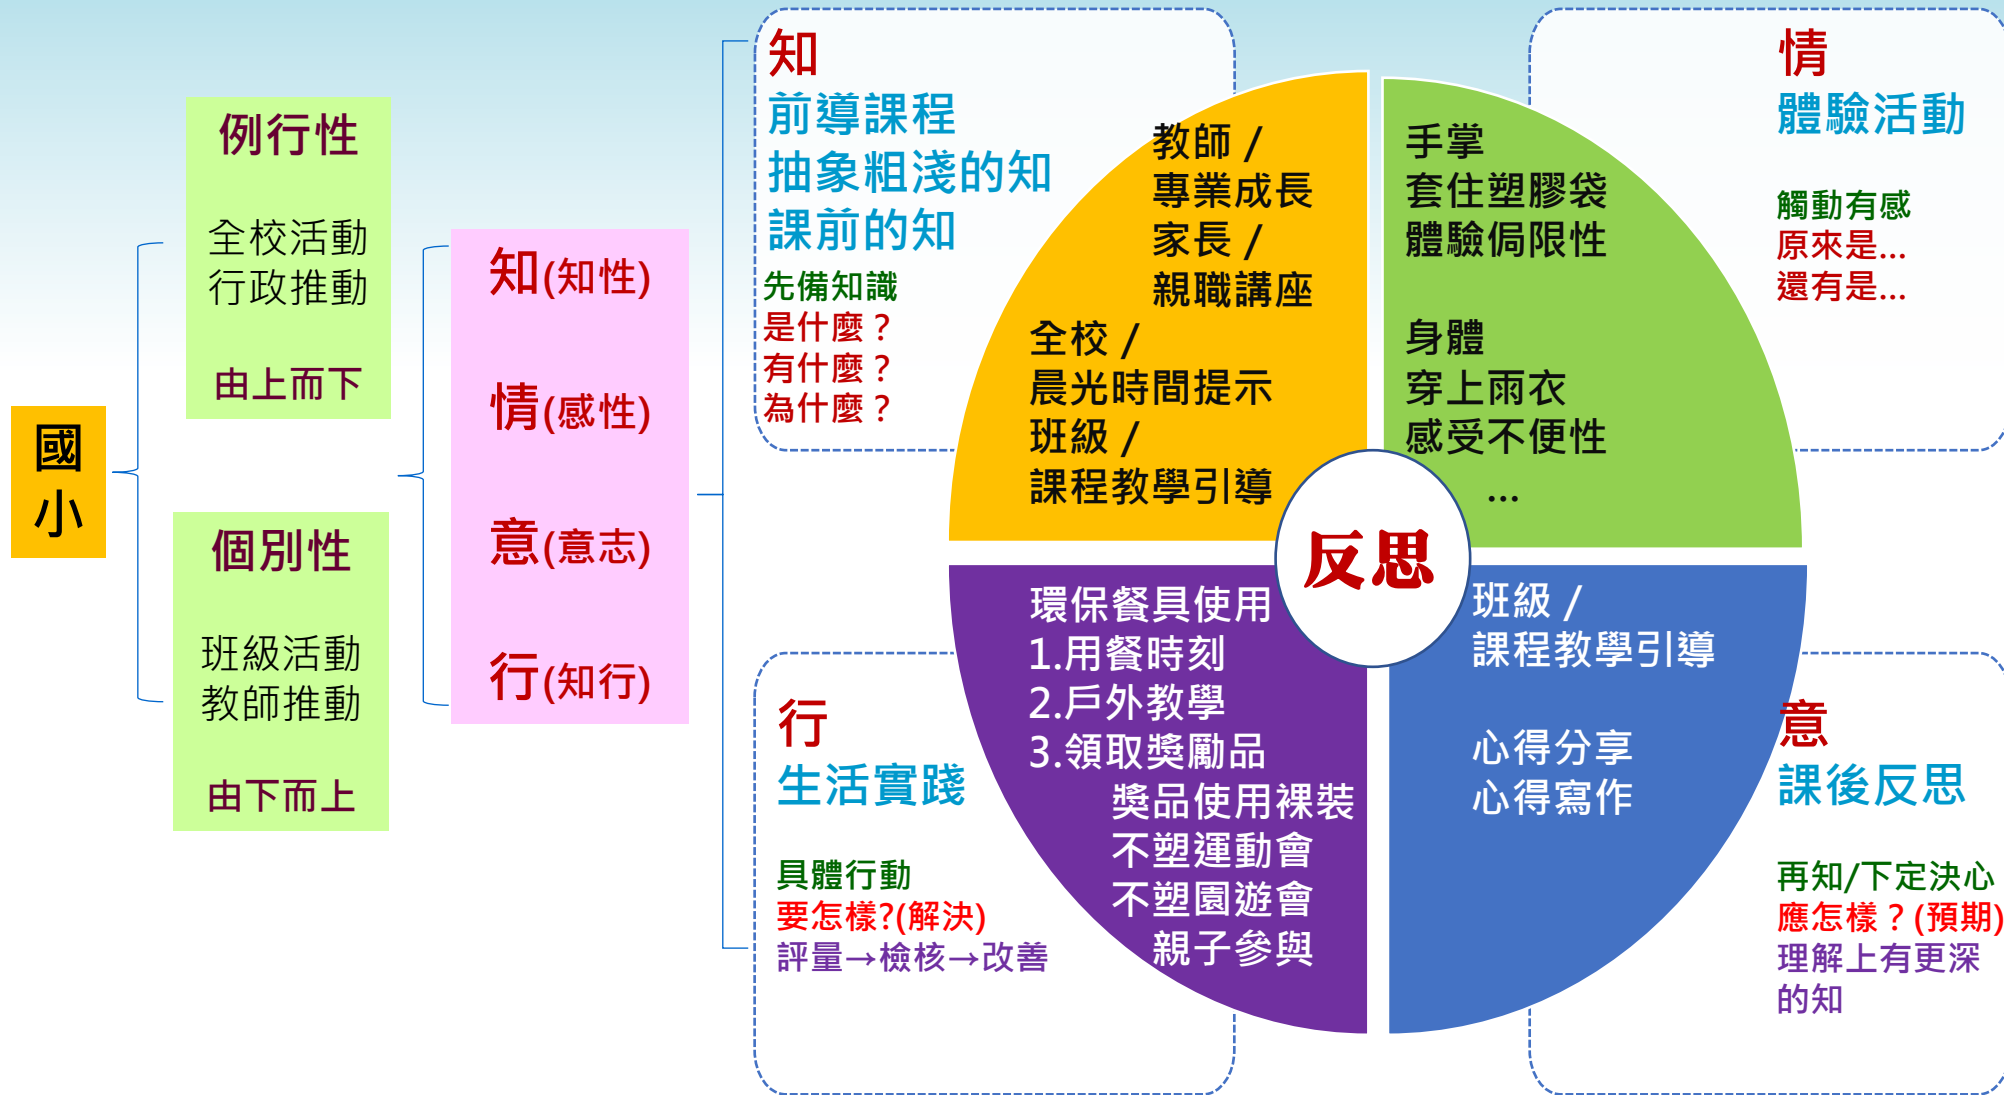 國
小
例行性
全校活動
行政推動
由上而下
個別性
班級活動
教師推動
由下而上
知(知性)
情(感性)
意(意志)
行(知行)
知
前導課程
抽象粗淺的知
課前的知
先備知識
是什麼？
有什麼？
為什麼？
教師 /
專業成長
家長 /
親職講座
全校 /
晨光時間提示
班級 /
課程教學引導
手掌
套住塑膠袋
體驗侷限性
身體
穿上雨衣
感受不便性
...
情
體驗活動
觸動有感
原來是...
還有是...
反思
行
生活實踐
具體行動
要怎樣?(解決)
評量→檢核→改善
環保餐具使用
1.用餐時刻
2.戶外教學
3.領取獎勵品
獎品使用裸裝
不塑運動會
不塑園遊會
親子參與
班級 /
課程教學引導
心得分享
心得寫作
意
課後反思
再知/下定決心
應怎樣？(預期)
理解上有更深
的知